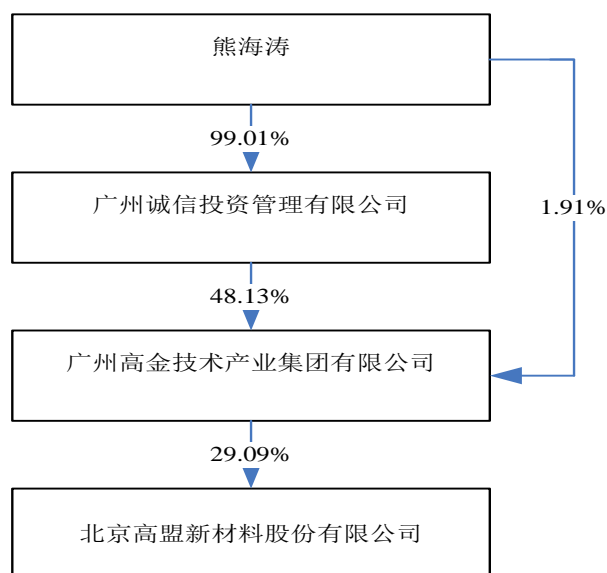 熊海涛
99.01%
广州诚信投资管理有限公司
1.91%
48.13%
广州高金技术产业集团有限公司
29.09%
北京高盟新材料股份有限公司